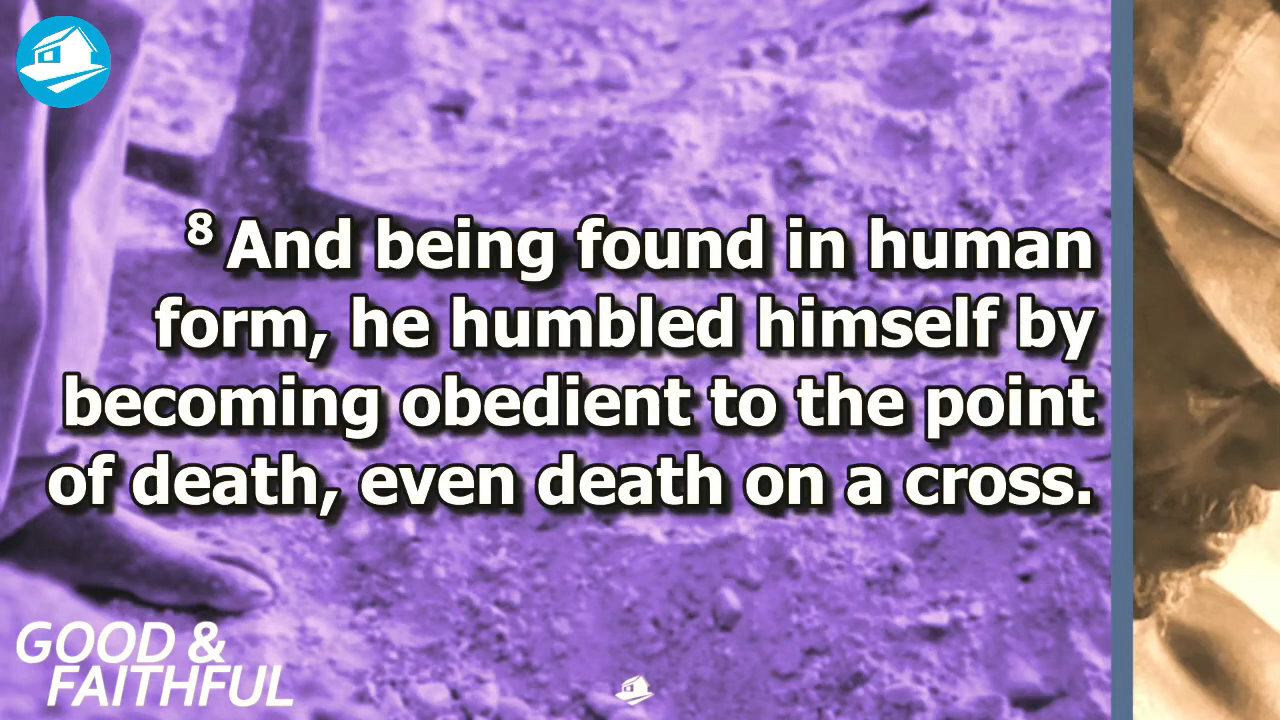 ⁸ And being found in human
form, he humbled himself by
becoming obedient to the point
of death, even death on a cross.
GOOD &
FAITHFUL